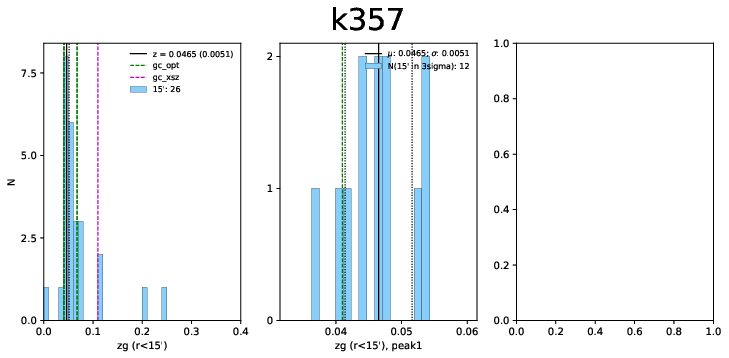 k357
z = 0.0465 (0.0051)
gc_opt
gc_xsz
15': 26
N
7.5
5.0
2.5
0.0
0.0 0.1 0.2 0.3 0.4
zg (r<15')
μ: 0.0465; σ: 0.0051
N(15' in 3sigma): 12
2
1
0
0.04 0.05 0.06
zg (r<15'), peak1
1.0
0.8
0.6
0.4
0.2
0.0
0.0 0.2 0.4 0.6 0.8 1.0